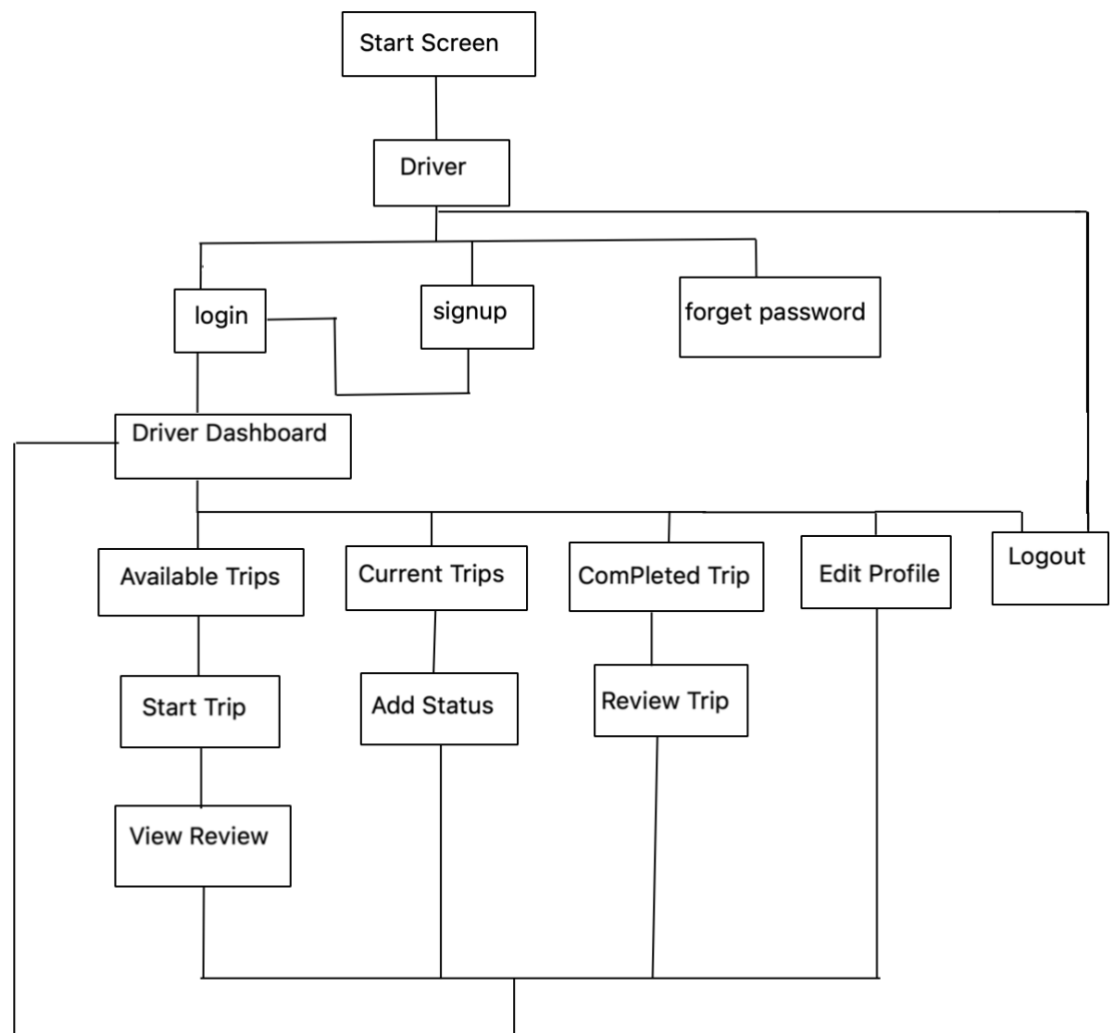 Start Screen
Driver
login
signup
forget password
Driver Dashboard
Available Trips
Current Trips
ComPleted Trip
Edit Profile
Logout
Start Trip
Add Status
Review Trip
View Review